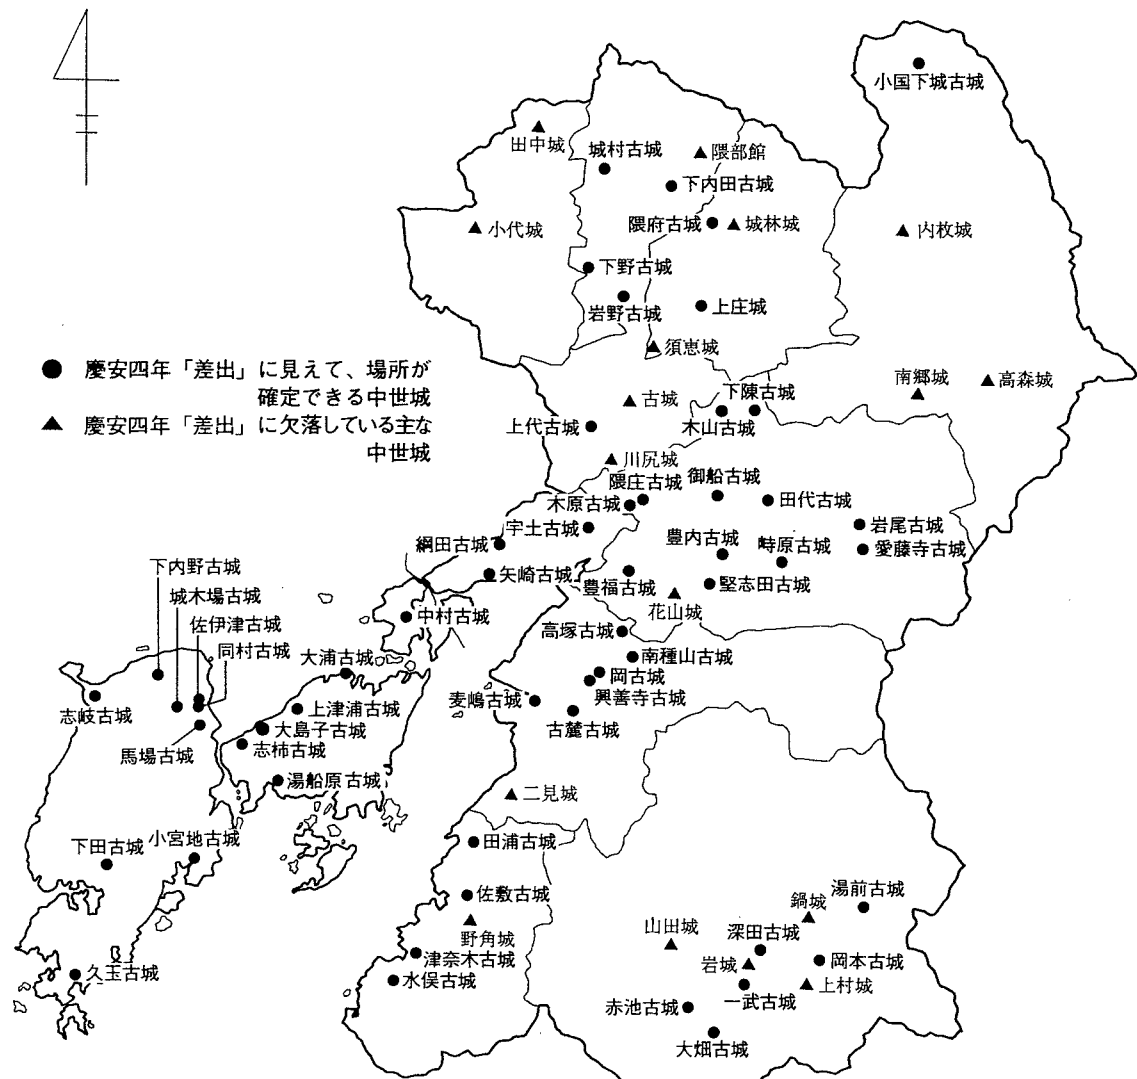 小国下城古城
田中城
城村古城
隈部館
下内田古城
小代城
隈府古城
城林城
内枚城
下野古城
岩野古城
上庄城
須恵城
● 慶安四年「差出」に見えて、場所が
確定できる中世城
▲ 慶安四年「差出」に欠落している主な
中世城
南郷城
高森城
古城
下陳古城
木山古城
上代古城
川尻城
隈庄古城
御船古城
木原古城
田代古城
宇土古城
岩尾古城
網田古城
豊内古城
愛藤寺古城
矢崎古城
豊福古城
堅志田古城
花山城
下内野古城
城木場古城
佐伊津古城
同村古城
中村古城
高塚古城
大浦古城
南種山古城
岡古城
興善寺古城
志岐古城
麦嶋古城
上津浦古城
古麓古城
大島子古城
馬場古城
志柿古城
湯船原古城
二見城
下田古城
小宮地古城
田浦古城
佐敷古城
野角城
湯前古城
鍋城
山田城
深田古城
津奈木古城
岩城
岡本古城
久玉古城
水俣古城
上村城
一武古城
赤池古城
大畑古城